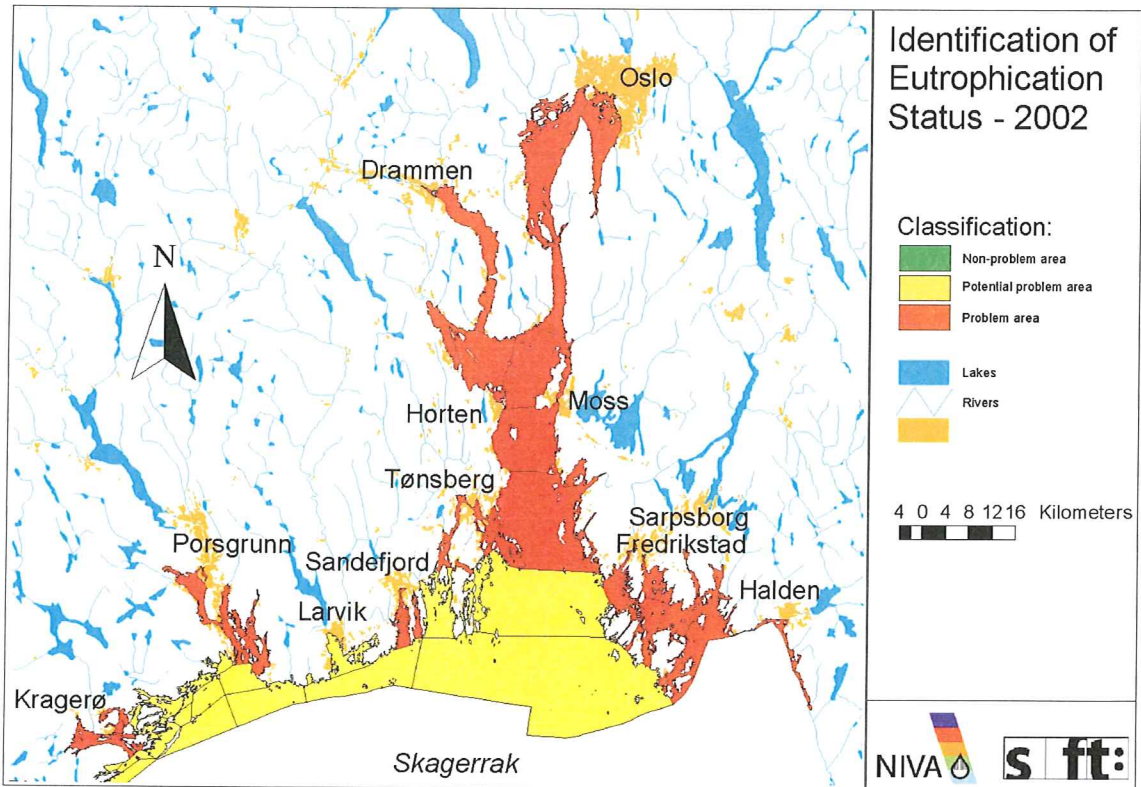 Oslo
Drammen
N
Horten
Moss
Tønsberg
Sarpsborg
Fredrikstad
Porsgrunn
Sandefjord
Halden
Larvik
Kragerø
Skagerrak
Identification of
Eutrophication
Status - 2002
Classification:
Non-problem area
Potential problem area
Problem area
Lakes
Rivers
4 0 4 8 12 16 Kilometers
NIVA
sft: